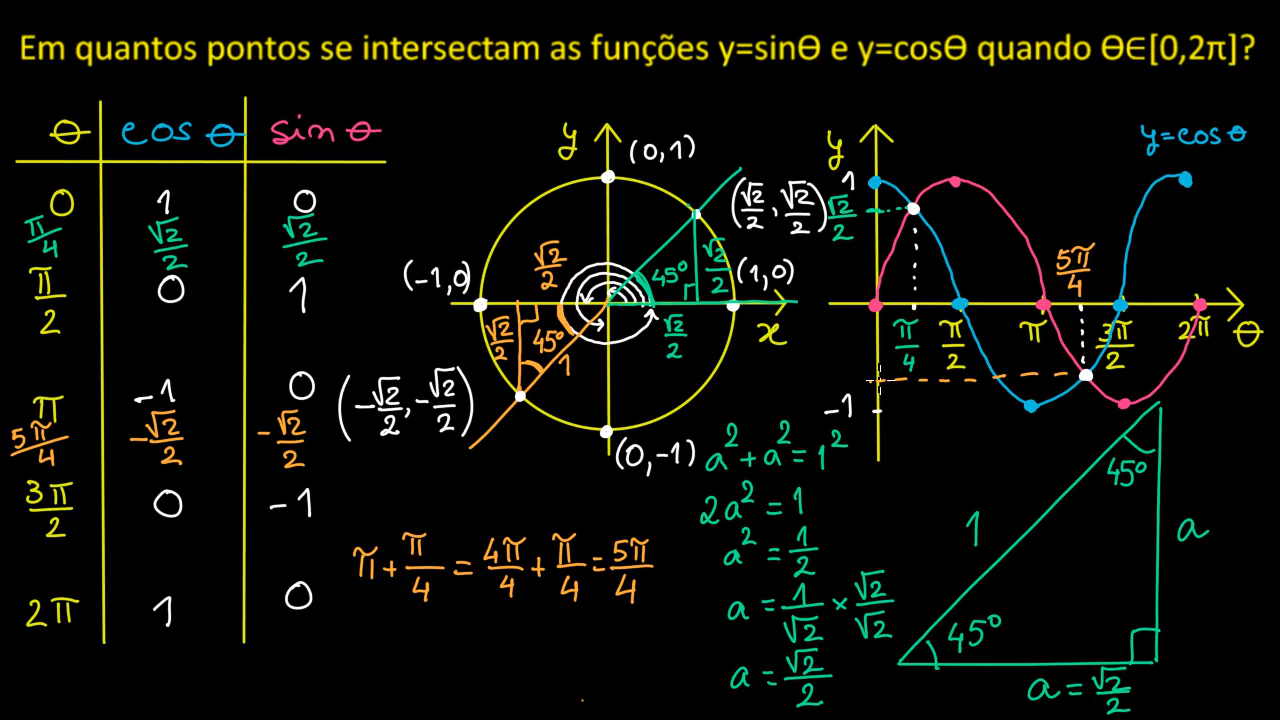 Em quantos pontos se intersectam as funções y=sinƟ e y=cosƟ quando Ɵ∈[0,2π]?
θ cos θ sin θ
0 1 0
π/4 √2/2 √2/2
π/2 0 1
π -1 0
5π/4 -√2/2 -√2/2
3π/2 0 -1
2π 1 0
π+π/4 = 4π/4+π/4 = 5π/4
y
(0,1)
(√2/2, √2/2)
(-1,0)
√2/2
45°
√2/2
(1,0)
√2/2
45°
1
√2/2
x
(-√2/2, -√2/2)
(0,-1)
y
y=cos θ
1
√2/2
5π/4
π/4
π/2
π
3π/2
2π
θ
-1
a²+a²=1²
2a²=1
a²=1/2
a=1/√2×√2/√2
a=√2/2
45°
1
a
45°
a=√2/2